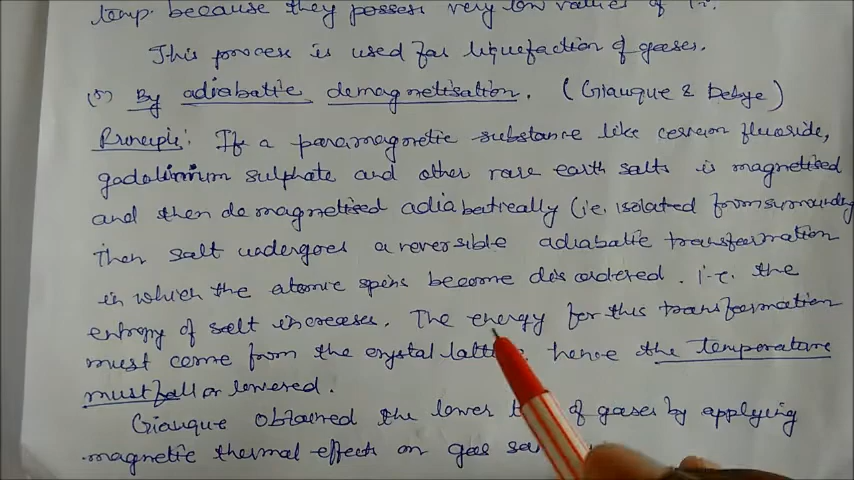 temp. because they possess very low values of Ti.
This process is used for liquefaction of gases.
(5) By adiabatic demagnetisation. (Giauque & Debye)
Principle: If a paramagnetic substance like cesium fluoride,
gadolinium sulphate and other rare earth salts is magnetised
and then demagnetised adiabatically (i.e. isolated from surrounding
then salt undergoes a reversible adiabatic transformation
in which the atomic spins become disordered. i.e. the
entropy of salt increases. The energy for this transformation
must come from the crystal lattice, hence the temperature
must fall or lowered.
Giauque obtained the lower of gases by applying
magnetic thermal effects on gas